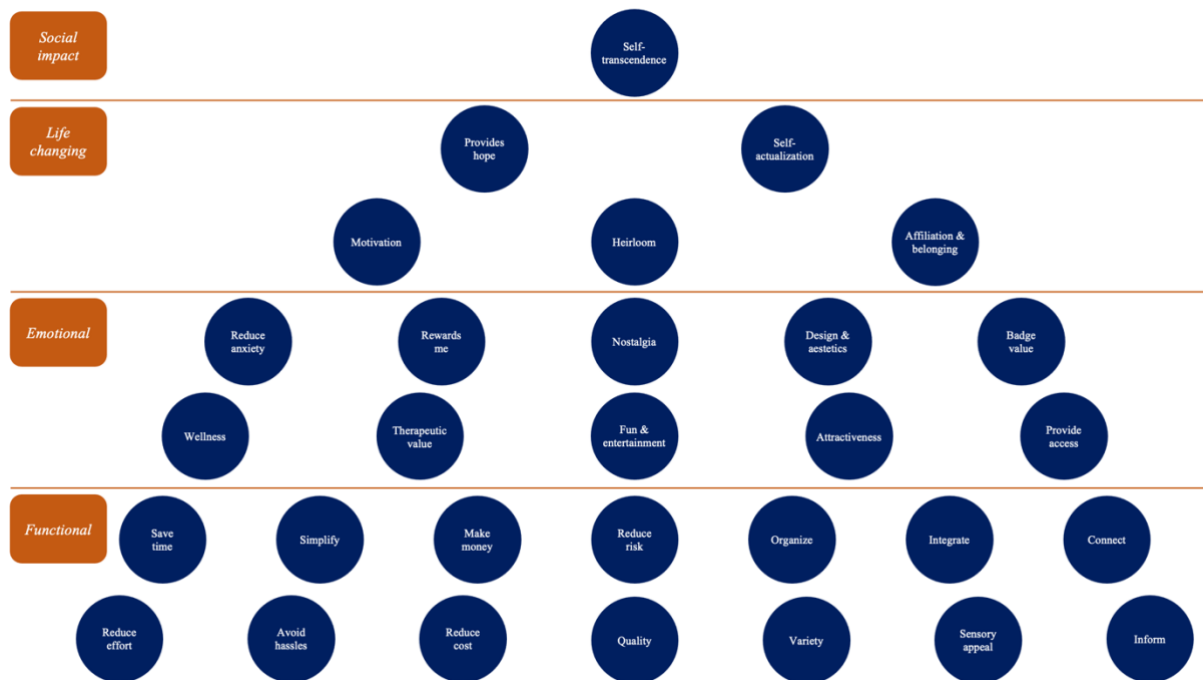 Social
impact
Self-
transcendence
Life
changing
Provides
hope
Self-
actualization
Motivation
Heirloom
Affiliation &
belonging
Emotional
Reduce
anxiety
Rewards
me
Nostalgia
Design &
aestetics
Badge
value
Wellness
Therapeutic
value
Fun &
entertainment
Attractiveness
Provide
access
Functional
Save
time
Simplify
Make
money
Reduce
risk
Organize
Integrate
Connect
Reduce
effort
Avoid
hassles
Reduce
cost
Quality
Variety
Sensory
appeal
Inform